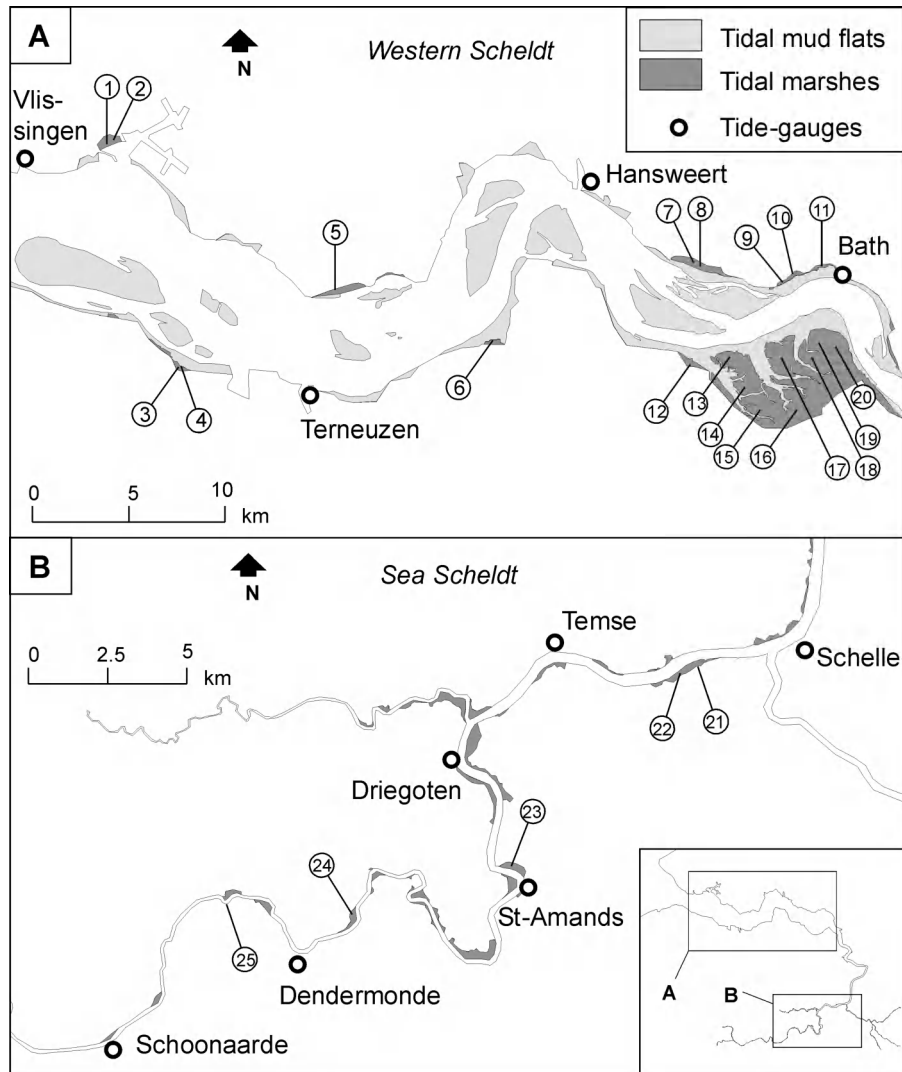 A
N
Western Scheldt
Tidal mud flats
Tidal marshes
Tide-gauges
1
2
Vlis-
singen
Hansweert
5
7
8
9
10
11
Bath
3
4
Terneuzen
6
12
13
14
15
16
17
18
19
20
0 5 10
km
B
N
Sea Scheldt
Temse
0 2.5 5
km
Schelle
22
21
Driegoten
23
24
St-Amands
25
Dendermonde
Schoonaarde
A
B